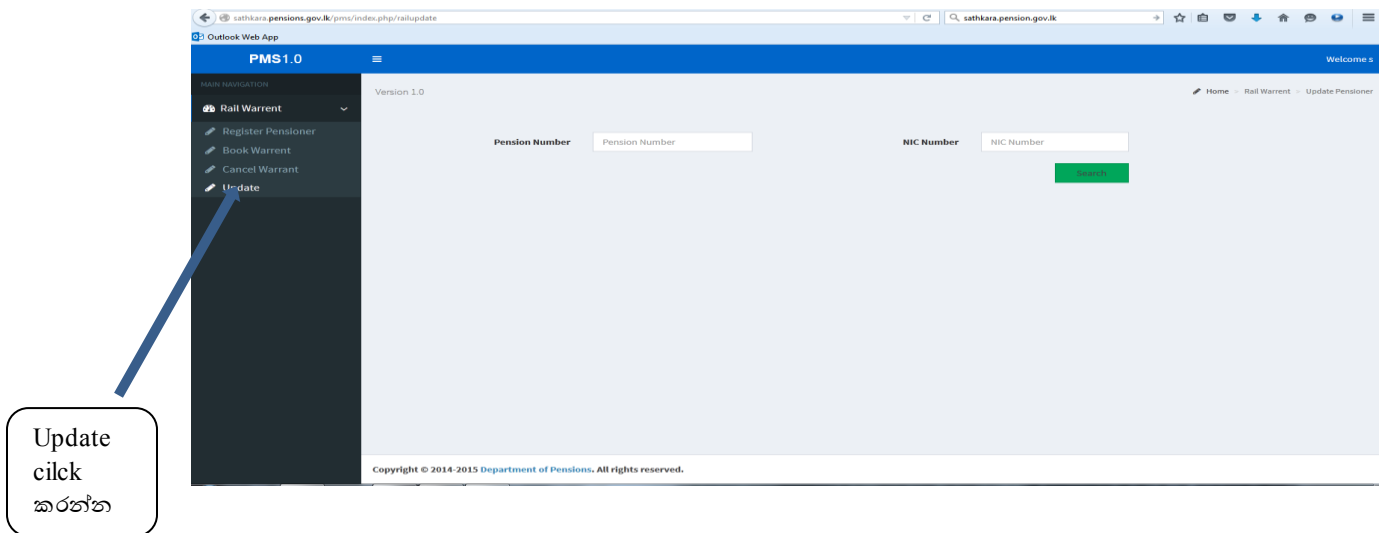 sathkara.pensions.gov.lk/pms/index.php/railupdate
sathkara.pension.gov.lk
Outlook Web App
PMS1.0
Welcome s
MAIN NAVIGATION
Version 1.0
Home > Rail Warrent > Update Pensioner
Rail Warrent
Register Pensioner
Book Warrent
Cancel Warrant
Update
Pension Number Pension Number NIC Number NIC Number
Search
Update
cilck
කරන්න
Copyright © 2014-2015 Department of Pensions. All rights reserved.